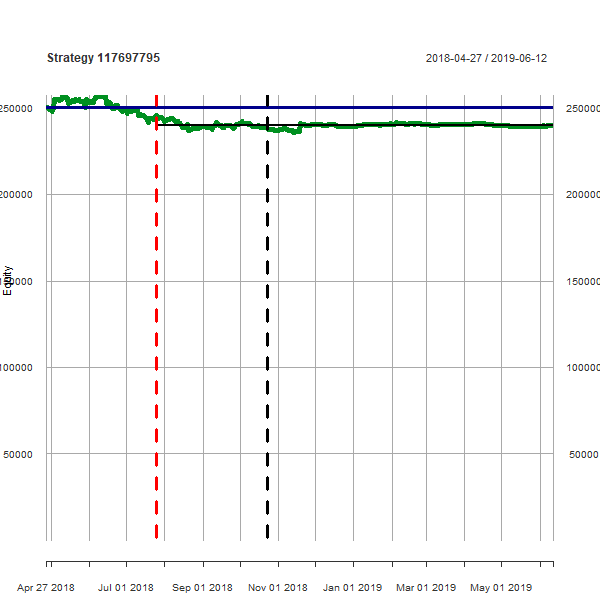 Strategy 117697795 2018-04-27 / 2019-06-12
250000 250000
200000 200000
Equity
150000 150000
100000 100000
50000 50000
Apr 27 2018 Jul 01 2018 Sep 01 2018 Nov 01 2018 Jan 01 2019 Mar 01 2019 May 01 2019